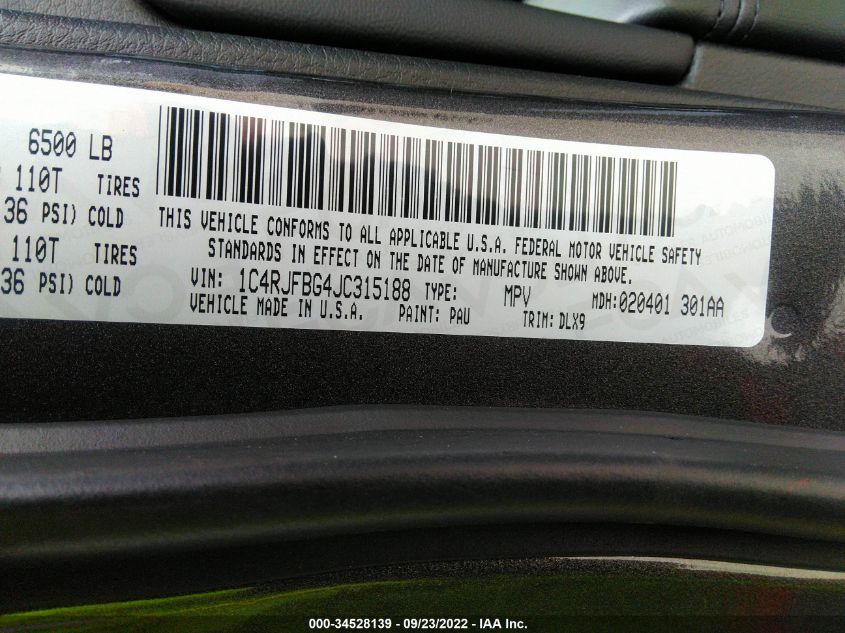 6500 LB
110T TIRES
36 PSI) COLD
110T TIRES
36 PSI) COLD
THIS VEHICLE CONFORMS TO ALL APPLICABLE U.S.A. FEDERAL MOTOR VEHICLE SAFETY
STANDARDS IN EFFECT ON THE DATE OF MANUFACTURE SHOWN ABOVE.
VIN: 1C4RJFBG4JC315188 TYPE: MPV MDH:020401 301AA
VEHICLE MADE IN U.S.A. PAINT: PAU TRIM: DLX9
000-34528139 - 09/23/2022 - IAA Inc.